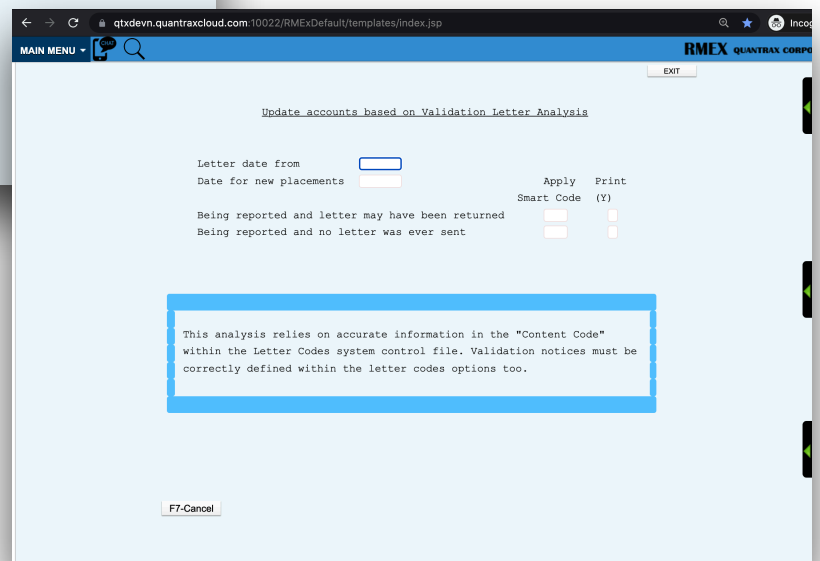 qtxdevn.quantraxcloud.com:10022/RMExDefault/templates/index.jsp
Incog
MAIN MENU
CHAT
RMEX QUANTRAX CORPO
EXIT
Update accounts based on Validation Letter Analysis
Letter date from
Date for new placements Apply Print
Smart Code (Y)
Being reported and letter may have been returned
Being reported and no letter was ever sent
This analysis relies on accurate information in the "Content Code"
within the Letter Codes system control file. Validation notices must be
correctly defined within the letter codes options too.
F7-Cancel